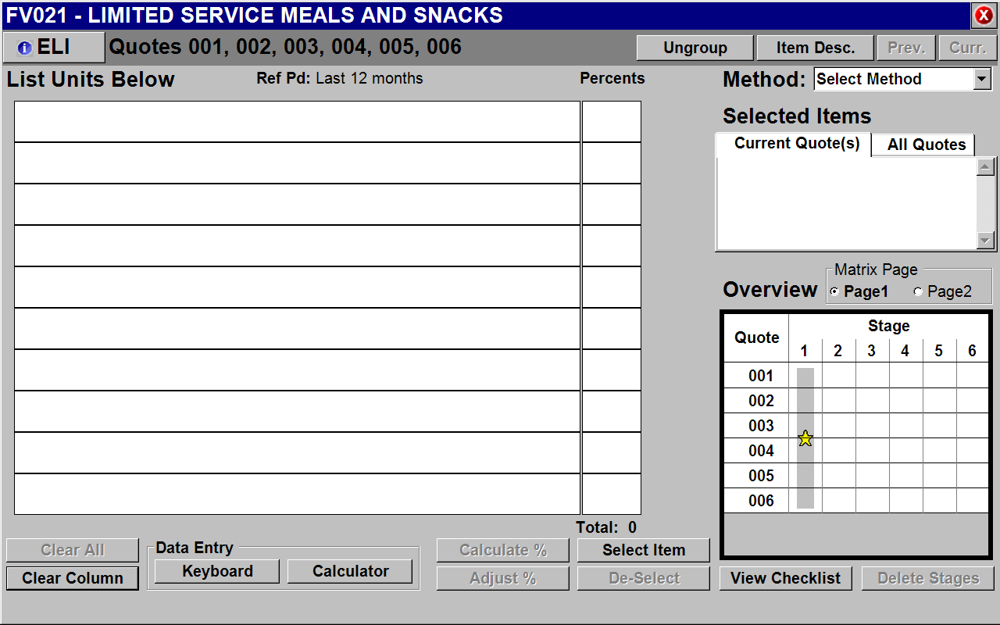 FV021 - LIMITED SERVICE MEALS AND SNACKS
X
i ELI
Quotes 001, 002, 003, 004, 005, 006
Ungroup
Item Desc.
Prev.
Curr.
List Units Below
Ref Pd: Last 12 months
Percents
Method:
Select Method
Selected Items
Current Quote(s)
All Quotes
Overview
Matrix Page
Page1
Page2
Quote
Stage
1 2 3 4 5 6
001
002
003
004
005
006
Total: 0
Clear All
Data Entry
Keyboard
Calculator
Calculate %
Select Item
Clear Column
Adjust %
De-Select
View Checklist
Delete Stages